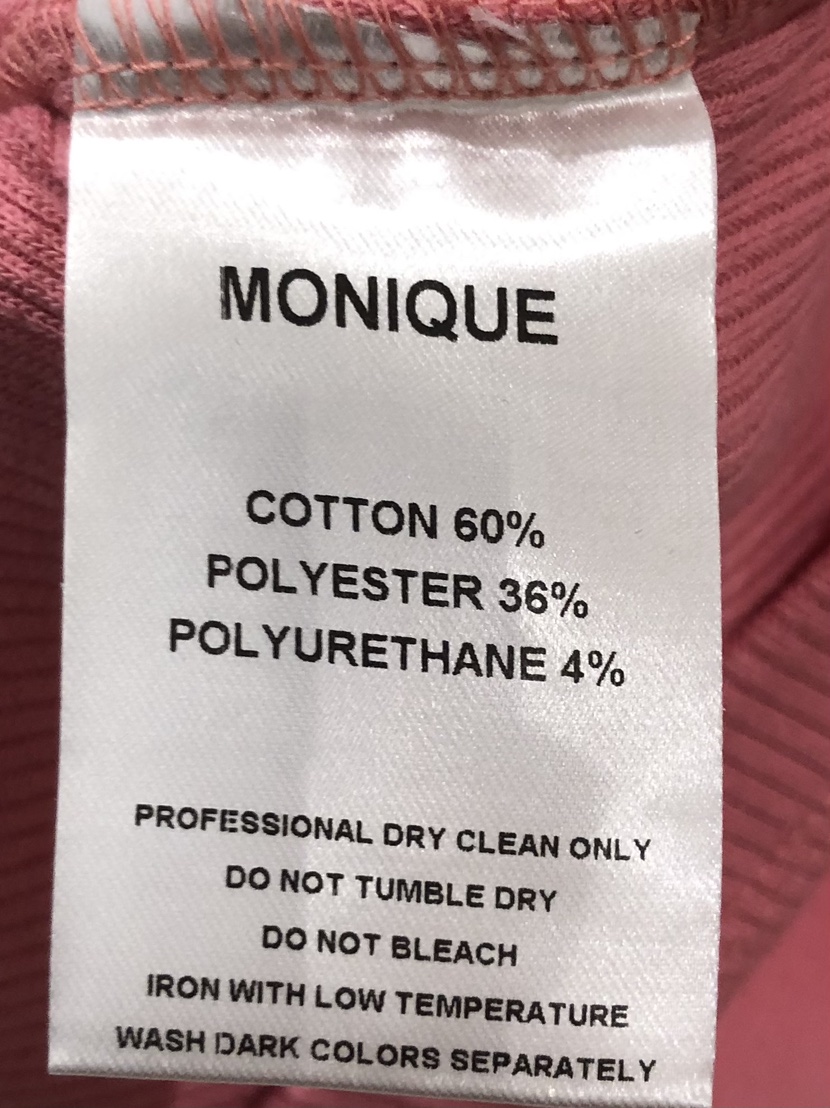 MONIQUE
COTTON 60%
POLYESTER 36%
POLYURETHANE 4%
PROFESSIONAL DRY CLEAN ONLY
DO NOT TUMBLE DRY
DO NOT BLEACH
IRON WITH LOW TEMPERATURE
WASH DARK COLORS SEPARATELY